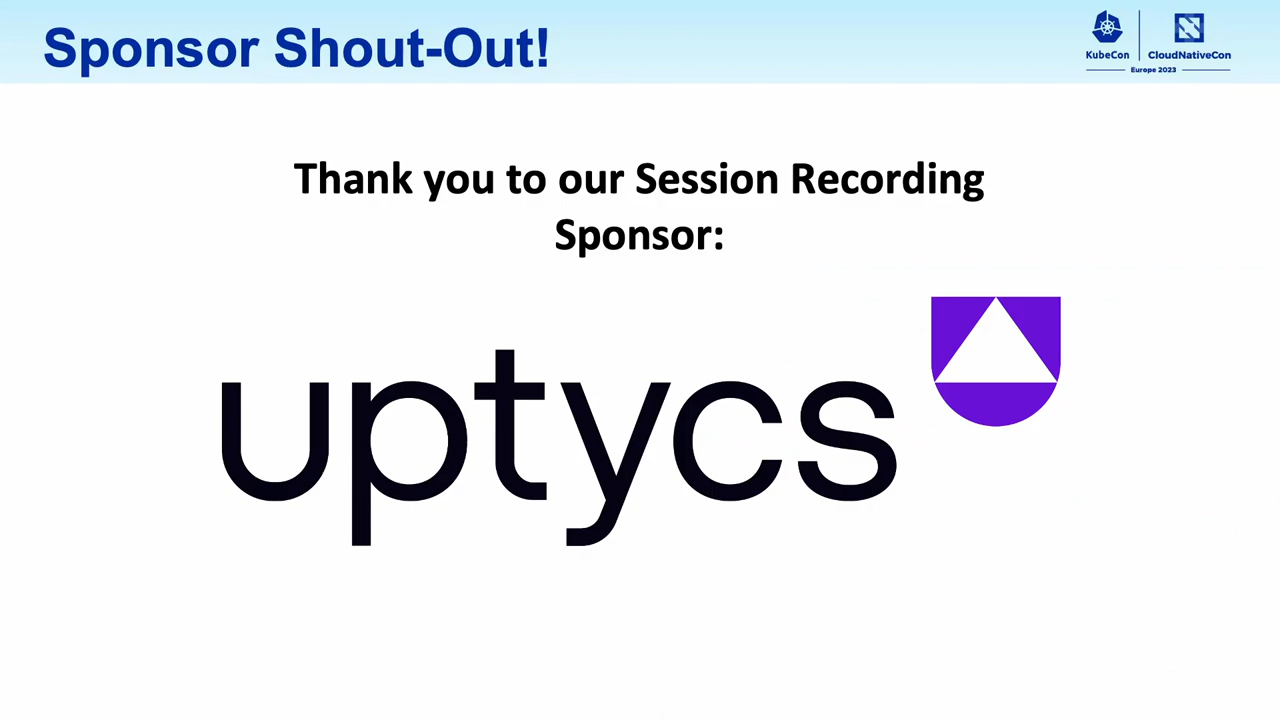 Sponsor Shout-Out!
KubeCon
CloudNativeCon
Europe 2023
Thank you to our Session Recording
Sponsor:
uptycs